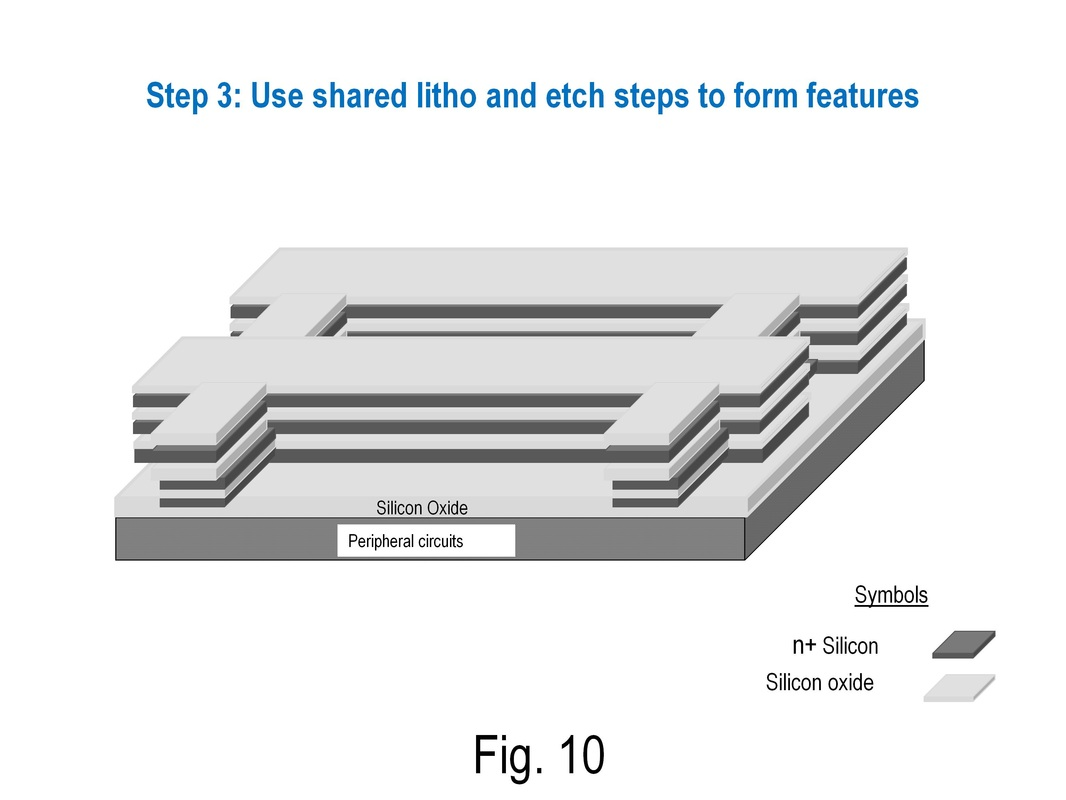 Step 3: Use shared litho and etch steps to form features
Silicon Oxide
Peripheral circuits
Symbols
n+ Silicon
Silicon oxide
Fig. 10